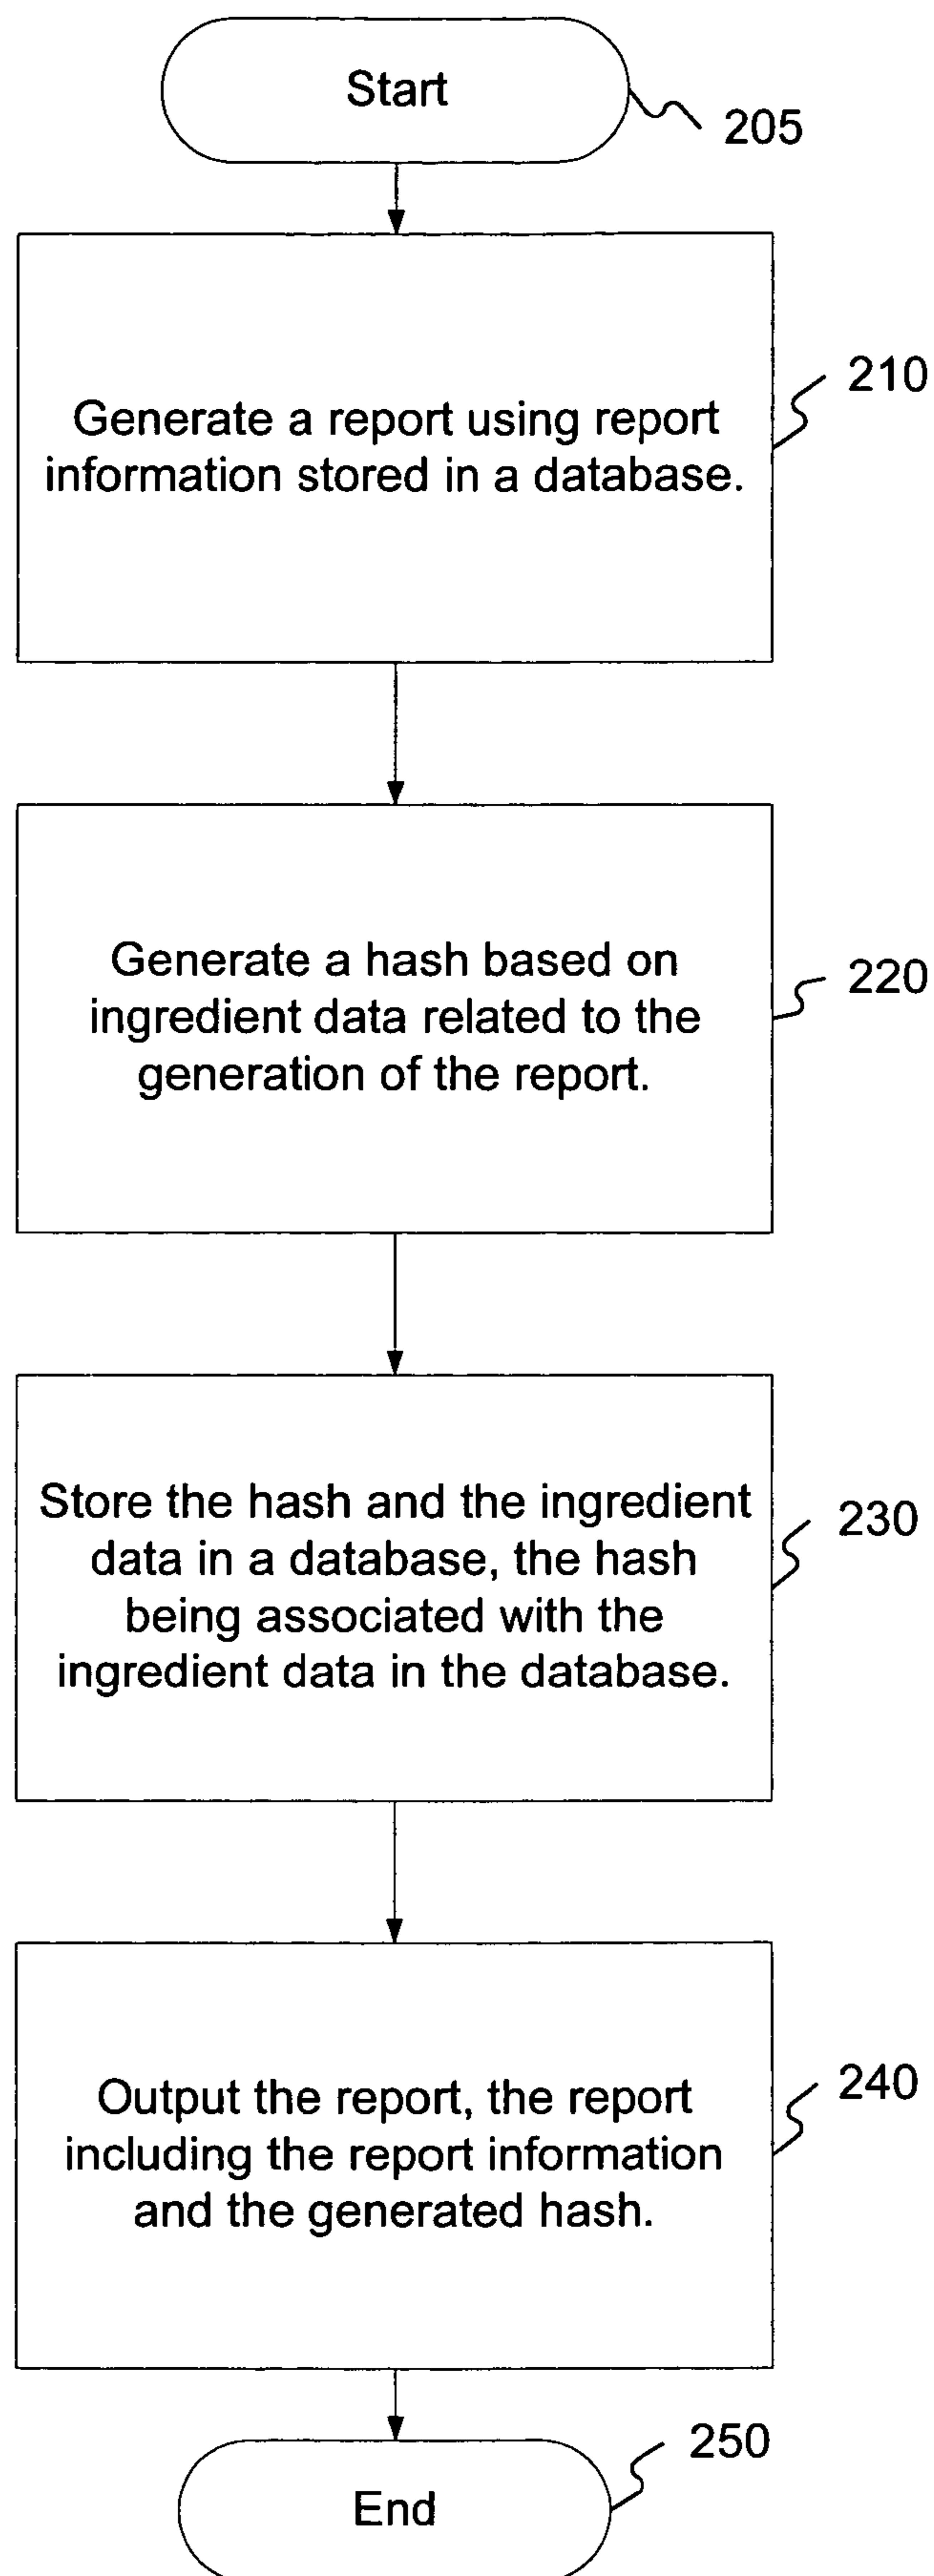 Start
205
Generate a report using report
information stored in a database.
210
Generate a hash based on
ingredient data related to the
generation of the report.
220
Store the hash and the ingredient
data in a database, the hash
being associated with the
ingredient data in the database.
230
Output the report, the report
including the report information
and the generated hash.
240
End
250